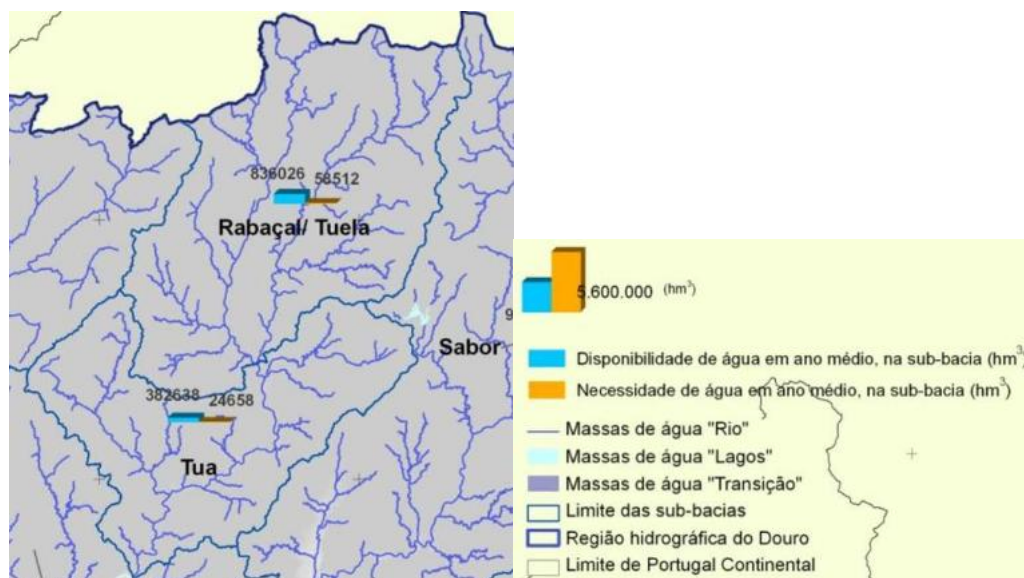 836026 58512
Rabaçal/ Tuela
9
Sabor
382638 24658
Tua
5.600.000 (hm³)
Disponibilidade de água em ano médio, na sub-bacia (hm³)
Necessidade de água em ano médio, na sub-bacia (hm³)
Massas de água "Rio"
Massas de água "Lagos"
Massas de água "Transição"
Limite das sub-bacias
Região hidrográfica do Douro
Limite de Portugal Continental